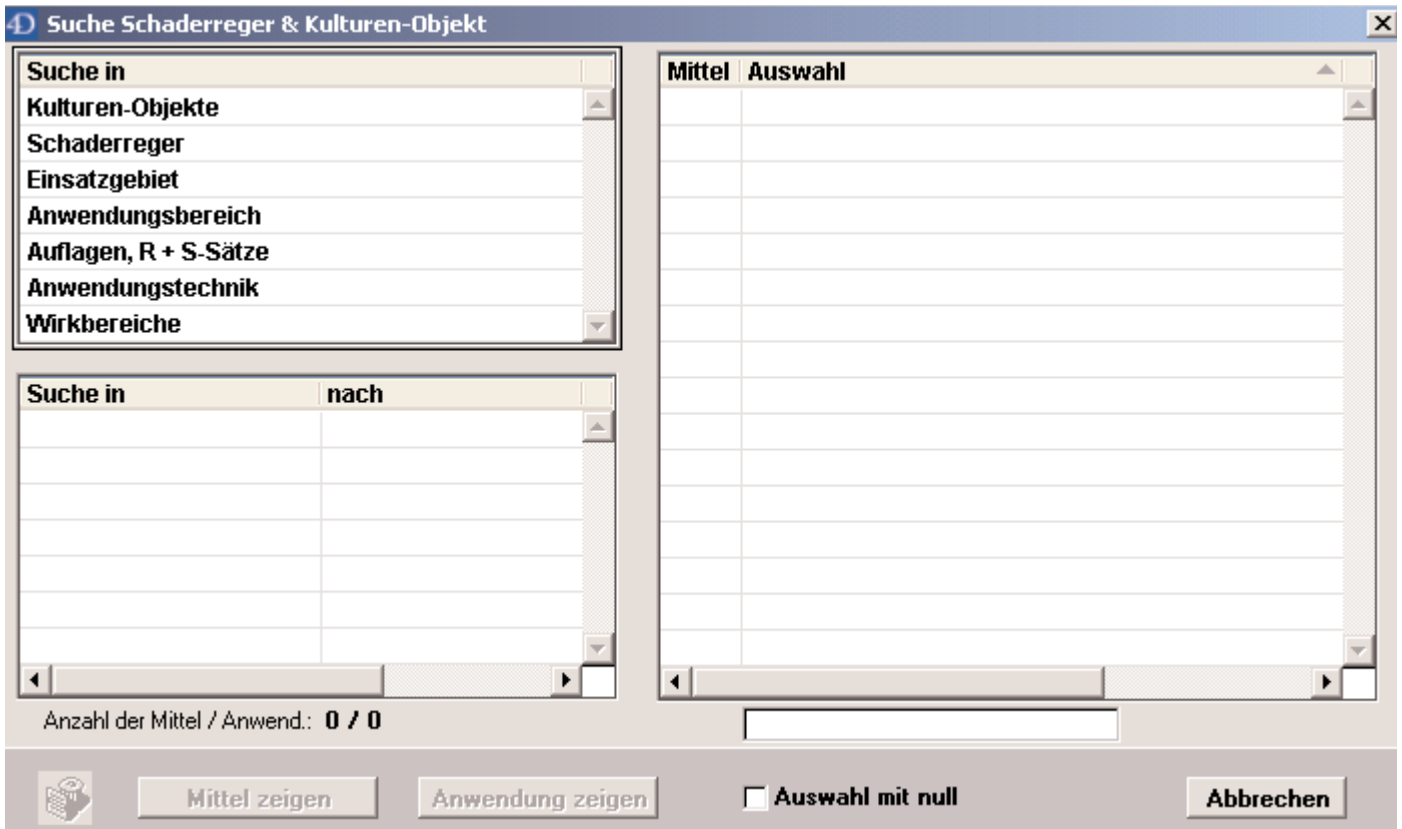 4D Suche Schaderreger & Kulturen-Objekt
Suche in
Kulturen-Objekte
Schaderreger
Einsatzgebiet
Anwendungsbereich
Auflagen, R + S-Sätze
Anwendungstechnik
Wirkbereiche
Suche in nach
Anzahl der Mittel / Anwend.: 0 / 0
Mittel Auswahl
Mittel zeigen Anwendung zeigen Auswahl mit null Abbrechen